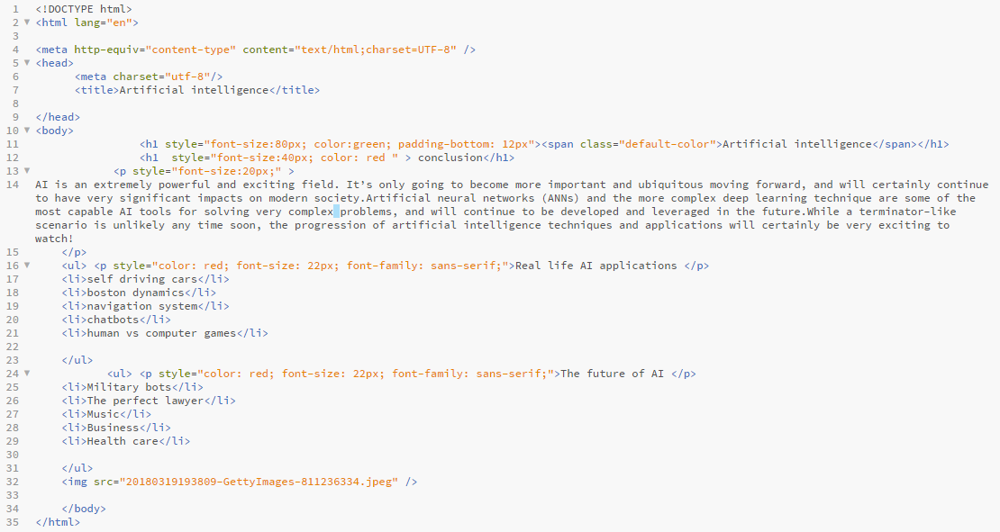 1 <!DOCTYPE html>
2 ▼ <html lang="en">
3
4 <meta http-equiv="content-type" content="text/html;charset=UTF-8" />
5 ▼ <head>
6 <meta charset="utf-8"/>
7 <title>Artificial intelligence</title>
8
9 </head>
10 ▼ <body>
11 <h1 style="font-size:80px; color:green; padding-bottom: 12px"><span class="default-color">Artificial intelligence</span></h1>
12 <h1  style="font-size:40px; color: red " > conclusion</h1>
13 ▼ <p style="font-size:20px;" >
14 AI is an extremely powerful and exciting field. It’s only going to become more important and ubiquitous moving forward, and will certainly continue
to have very significant impacts on modern society.Artificial neural networks (ANNs) and the more complex deep learning technique are some of the
most capable AI tools for solving very complex problems, and will continue to be developed and leveraged in the future.While a terminator-like
scenario is unlikely any time soon, the progression of artificial intelligence techniques and applications will certainly be very exciting to
watch!
15 </p>
16 ▼ <ul> <p style="color: red; font-size: 22px; font-family: sans-serif;">Real life AI applications </p>
17 <li>self driving cars</li>
18 <li>boston dynamics</li>
19 <li>navigation system</li>
20 <li>chatbots</li>
21 <li>human vs computer games</li>
22
23 </ul>
24 ▼ <ul> <p style="color: red; font-size: 22px; font-family: sans-serif;">The future of AI </p>
25 <li>Military bots</li>
26 <li>The perfect lawyer</li>
27 <li>Music</li>
28 <li>Business</li>
29 <li>Health care</li>
30
31 </ul>
32 <img src="20180319193809-GettyImages-811236334.jpeg" />
33
34 </body>
35 </html>